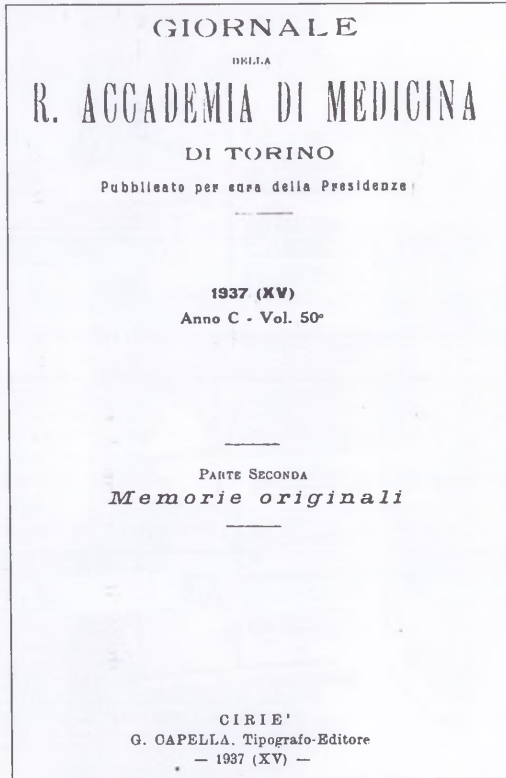 GIORNALE
DELLA
R. ACCADEMIA DI MEDICINA
DI TORINO
Pubblicato per cura della Presidenza
1937 (XV)
Anno C - Vol. 50°
PARTE SECONDA
Memorie originali
CIRIE'
G. CAPELLA, Tipografo-Editore
— 1937 (XV) —